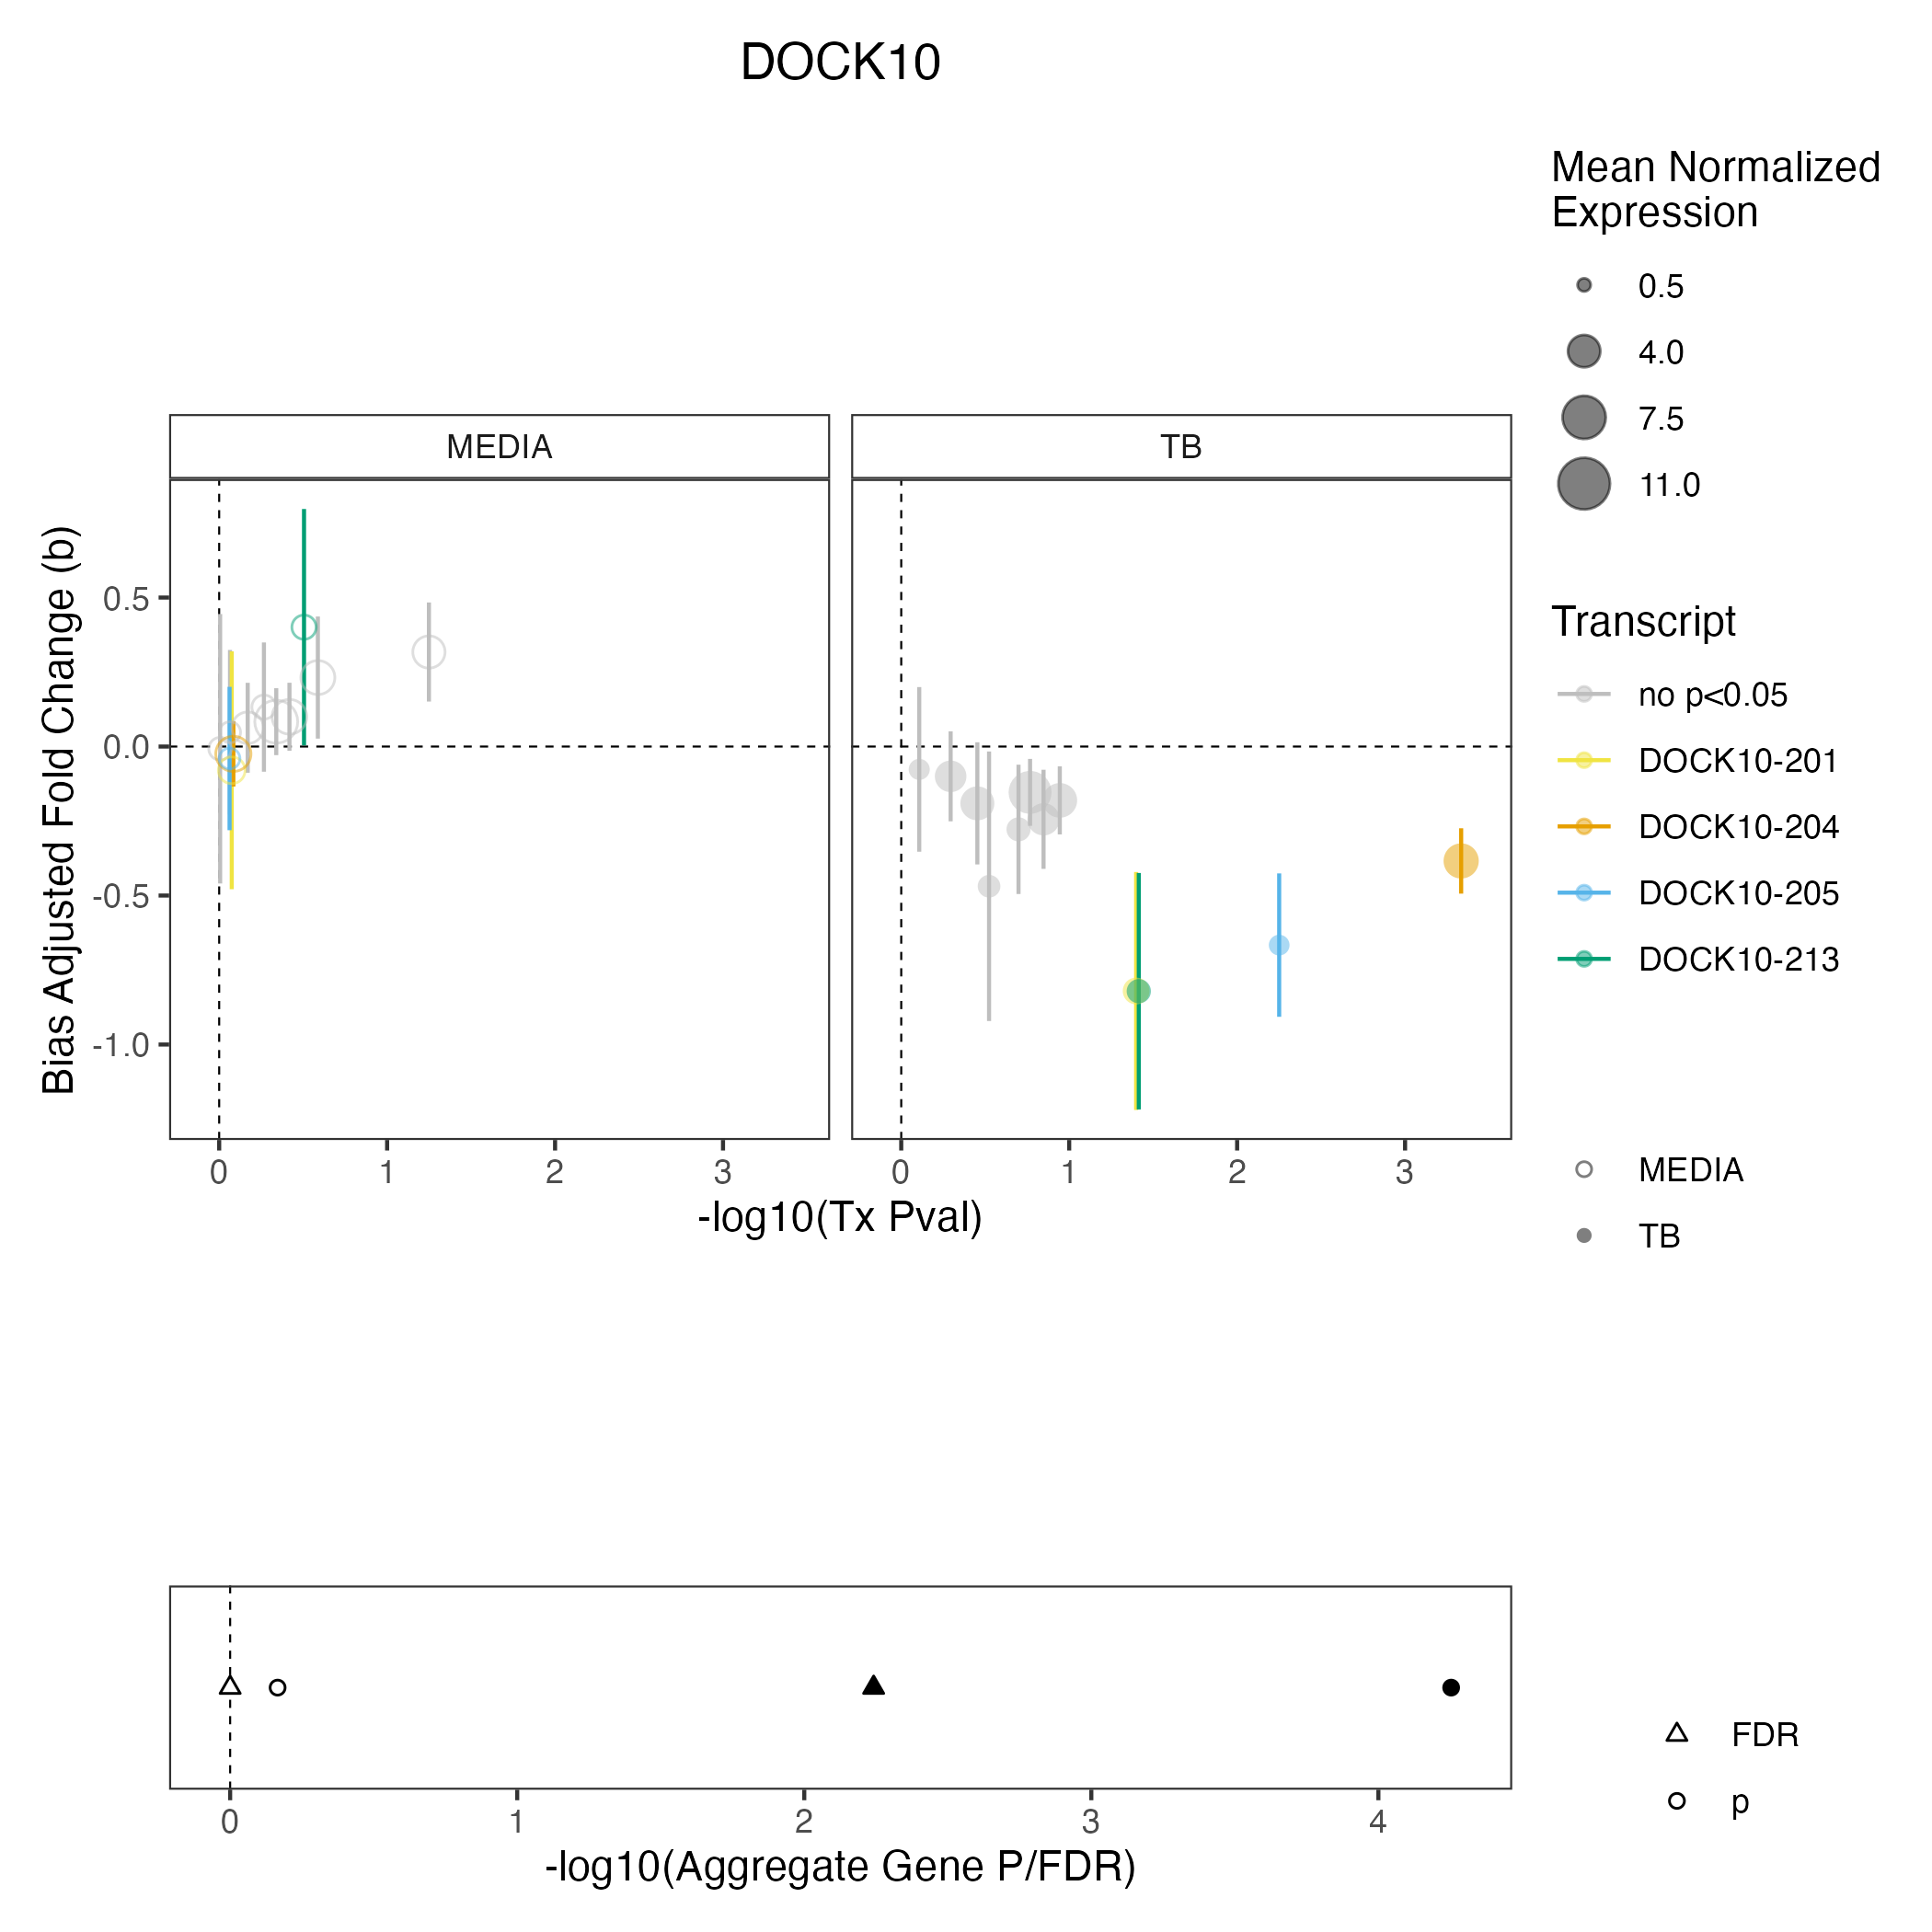 DOCK10
Mean Normalized
Expression
0.5
4.0
7.5
11.0
Transcript
no p<0.05
DOCK10-201
DOCK10-204
DOCK10-205
DOCK10-213
MEDIA
TB
MEDIA
TB
Bias Adjusted Fold Change (b)
0.5
0.0
-0.5
-1.0
0 1 2 3
0 1 2 3
-log10(Tx Pval)
0 1 2 3 4
-log10(Aggregate Gene P/FDR)
FDR
p